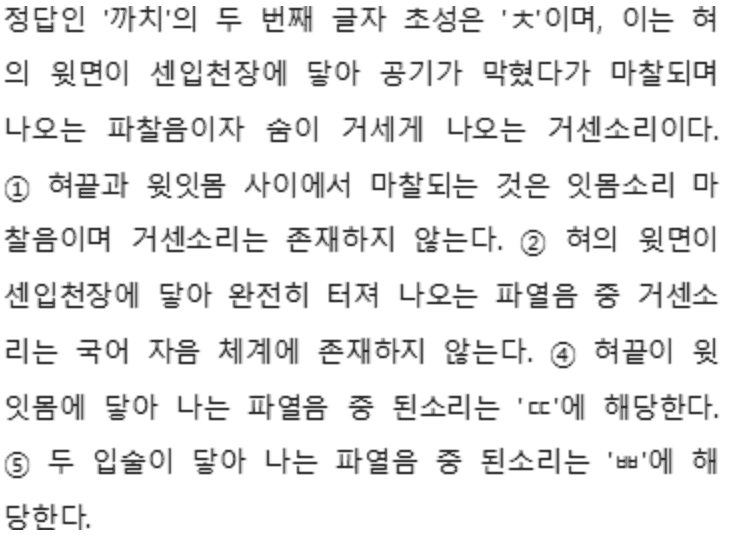 정답인 '까치'의 두 번째 글자 초성은 'ㅊ'이며, 이는 혀
의 윗면이 센입천장에 닿아 공기가 막혔다가 마찰되며
나오는 파찰음이자 숨이 거세게 나오는 거센소리이다.
① 혀끝과 윗잇몸 사이에서 마찰되는 것은 잇몸소리 마
찰음이며 거센소리는 존재하지 않는다. ② 혀의 윗면이
센입천장에 닿아 완전히 터져 나오는 파열음 중 거센소
리는 국어 자음 체계에 존재하지 않는다. ④ 혀끝이 윗
잇몸에 닿아 나는 파열음 중 된소리는 'ㄸ'에 해당한다.
⑤ 두 입술이 닿아 나는 파열음 중 된소리는 'ㅃ'에 해
당한다.